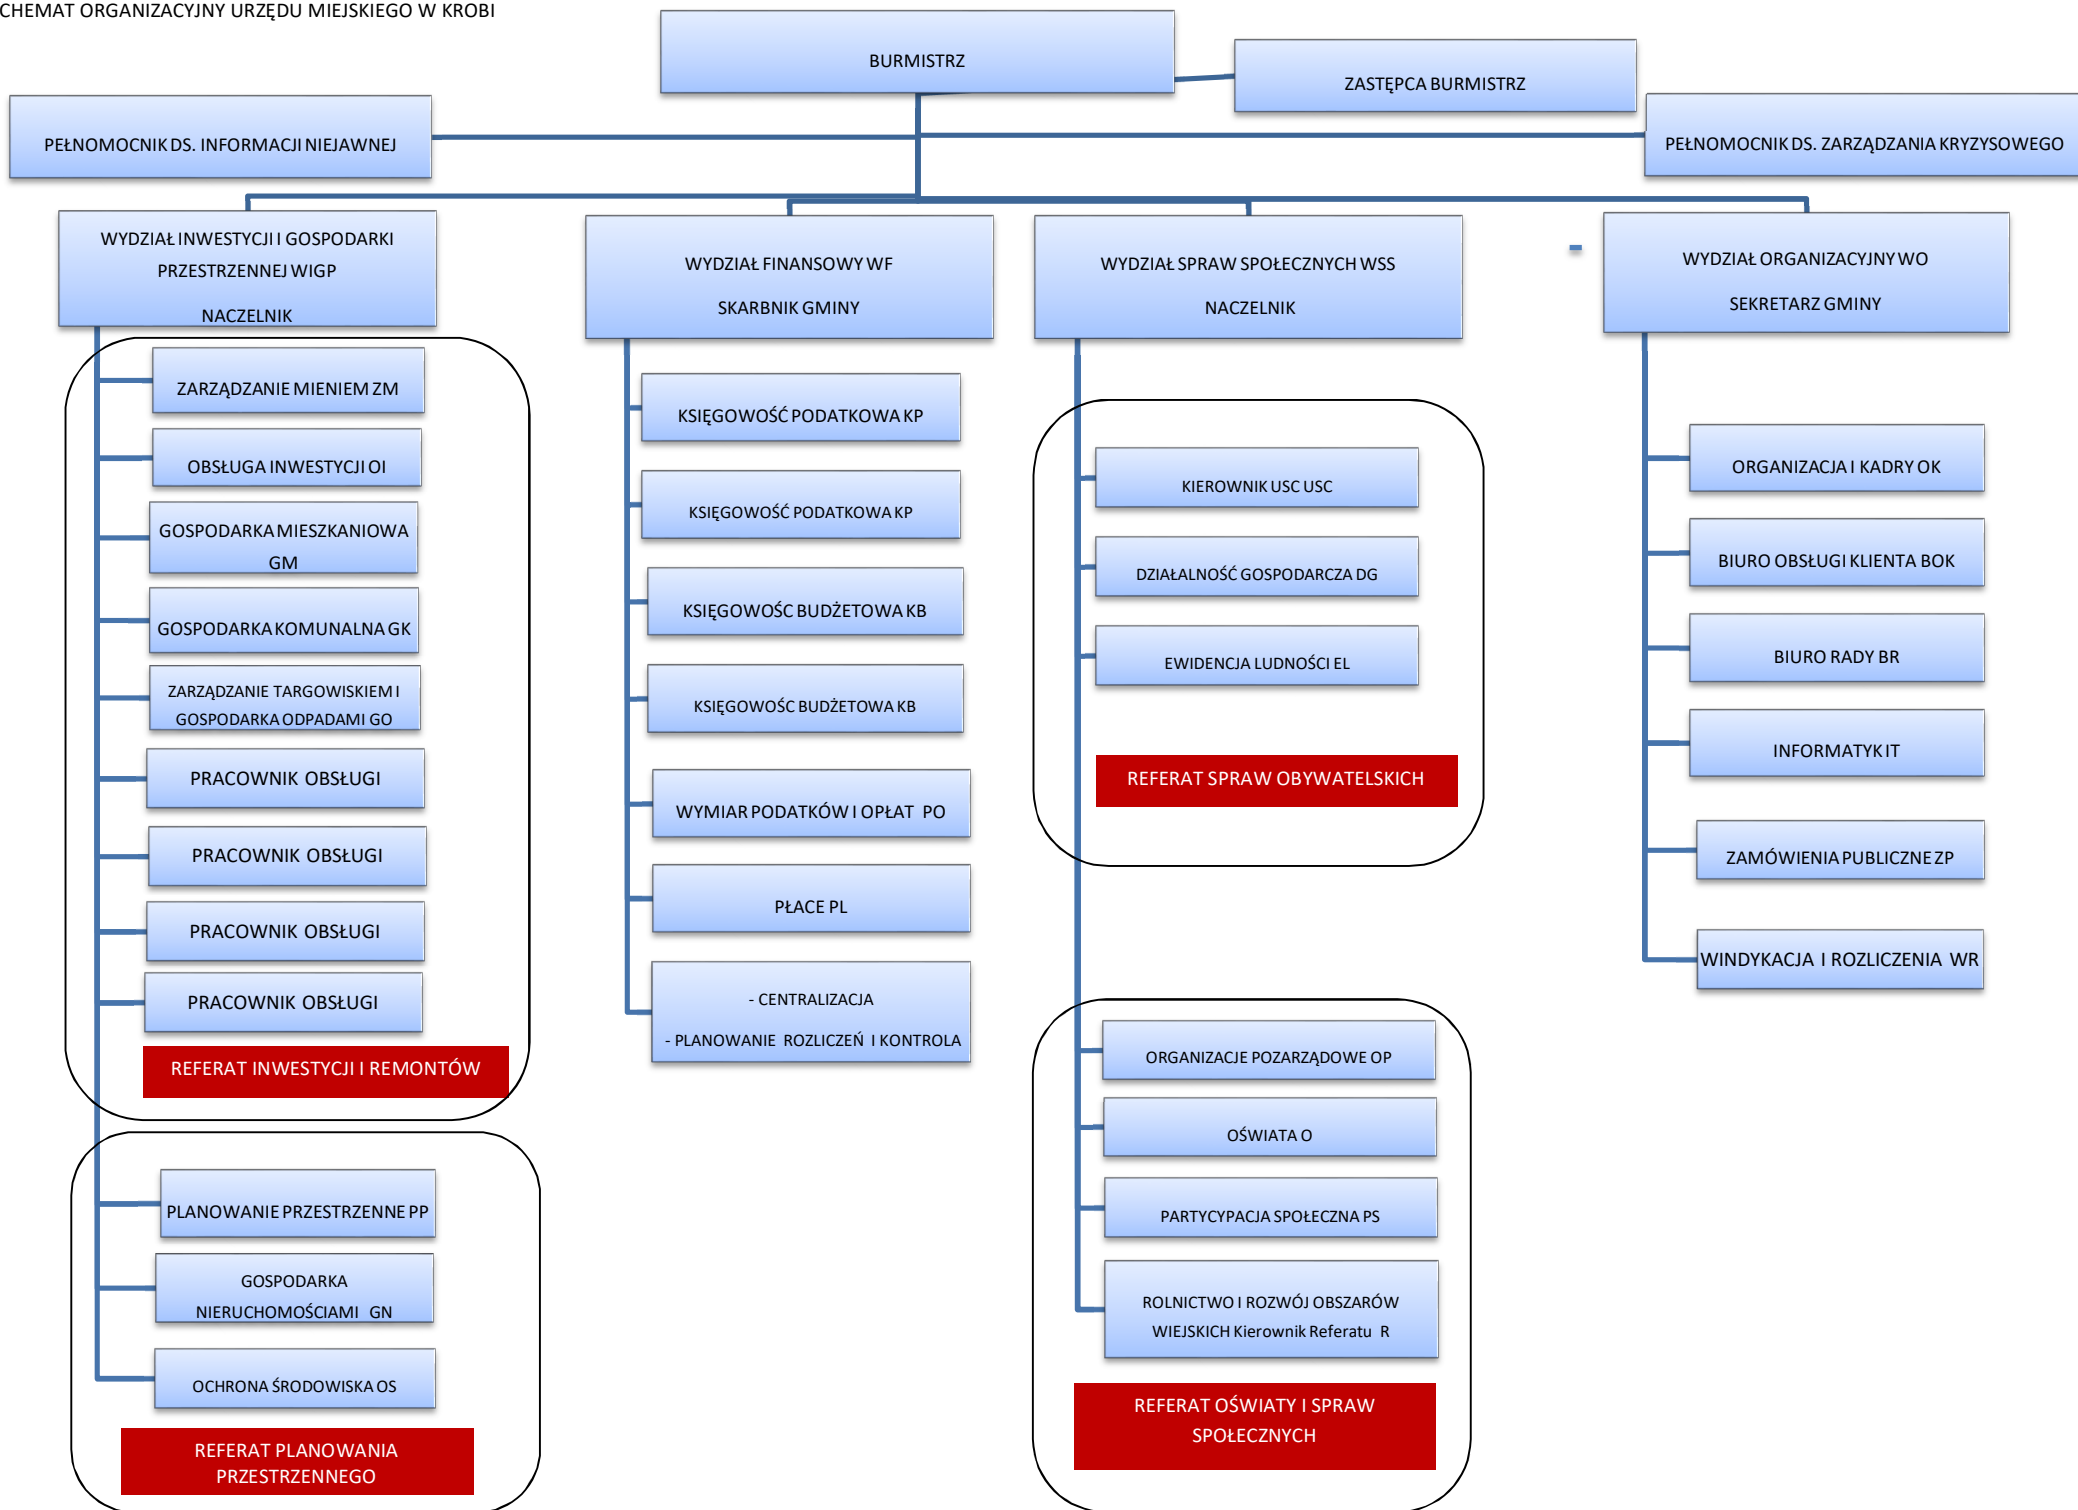 CHEMAT ORGANIZACYJNY URZĘDU MIEJSKIEGO W KROBI
BURMISTRZ
ZASTĘPCA BURMISTRZ
PEŁNOMOCNIK DS. INFORMACJI NIEJAWNEJ
PEŁNOMOCNIK DS. ZARZĄDZANIA KRYZYSOWEGO
WYDZIAŁ INWESTYCJI I GOSPODARKI
PRZESTRZENNEJ WIGP
NACZELNIK
WYDZIAŁ FINANSOWY WF
SKARBNIK GMINY
WYDZIAŁ SPRAW SPOŁECZNYCH WSS
NACZELNIK
-
WYDZIAŁ ORGANIZACYJNY WO
SEKRETARZ GMINY
ZARZĄDZANIE MIENIEM ZM
OBSŁUGA INWESTYCJI OI
GOSPODARKA MIESZKANIOWA
GM
GOSPODARKA KOMUNALNA GK
ZARZĄDZANIE TARGOWISKIEM I
GOSPODARKA ODPADAMI GO
PRACOWNIK OBSŁUGI
PRACOWNIK OBSŁUGI
PRACOWNIK OBSŁUGI
PRACOWNIK OBSŁUGI
REFERAT INWESTYCJI I REMONTÓW
PLANOWANIE PRZESTRZENNE PP
GOSPODARKA
NIERUCHOMOŚCIAMI GN
OCHRONA ŚRODOWISKA OS
REFERAT PLANOWANIA
PRZESTRZENNEGO
KSIĘGOWOŚĆ PODATKOWA KP
KSIĘGOWOŚĆ PODATKOWA KP
KSIĘGOWOŚC BUDŻETOWA KB
KSIĘGOWOŚC BUDŻETOWA KB
WYMIAR PODATKÓW I OPŁAT PO
PŁACE PL
- CENTRALIZACJA
- PLANOWANIE ROZLICZEŃ I KONTROLA
KIEROWNIK USC USC
DZIAŁALNOŚĆ GOSPODARCZA DG
EWIDENCJA LUDNOŚCI EL
REFERAT SPRAW OBYWATELSKICH
ORGANIZACJE POZARZĄDOWE OP
OŚWIATA O
PARTYCYPACJA SPOŁECZNA PS
ROLNICTWO I ROZWÓJ OBSZARÓW
WIEJSKICH Kierownik Referatu R
REFERAT OŚWIATY I SPRAW
SPOŁECZNYCH
ORGANIZACJA I KADRY OK
BIURO OBSŁUGI KLIENTA BOK
BIURO RADY BR
INFORMATYK IT
ZAMÓWIENIA PUBLICZNE ZP
WINDYKACJA I ROZLICZENIA WR